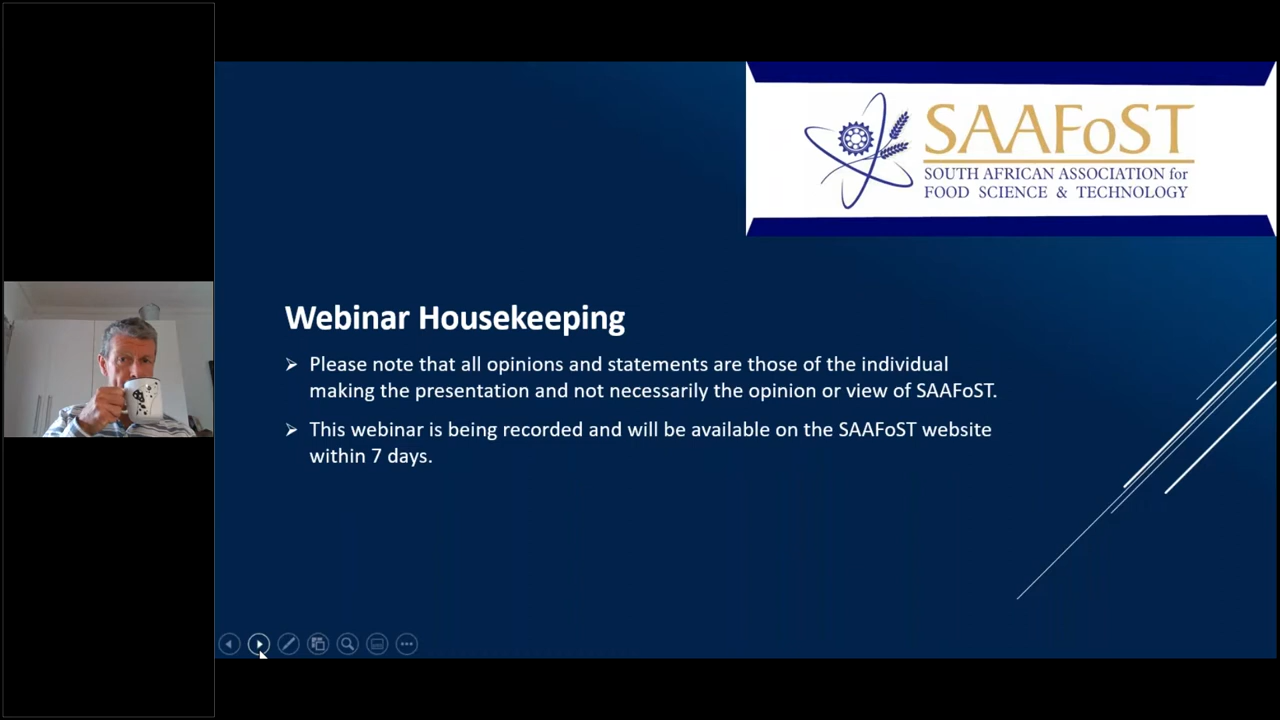 SAAFoST
SOUTH AFRICAN ASSOCIATION for
FOOD SCIENCE & TECHNOLOGY
Webinar Housekeeping
Please note that all opinions and statements are those of the individual
making the presentation and not necessarily the opinion or view of SAAFoST.
This webinar is being recorded and will be available on the SAAFoST website
within 7 days.